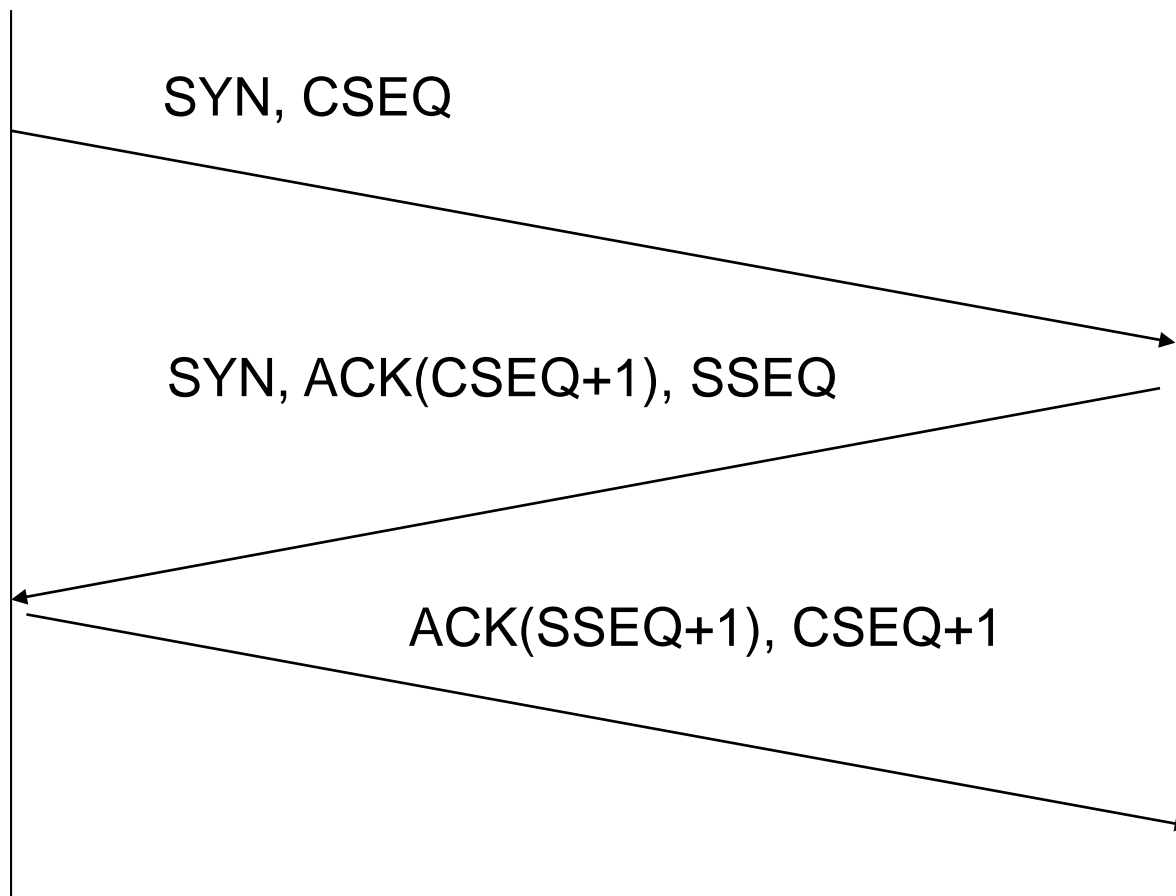 SYN, CSEQ
SYN, ACK(CSEQ+1), SSEQ
ACK(SSEQ+1), CSEQ+1